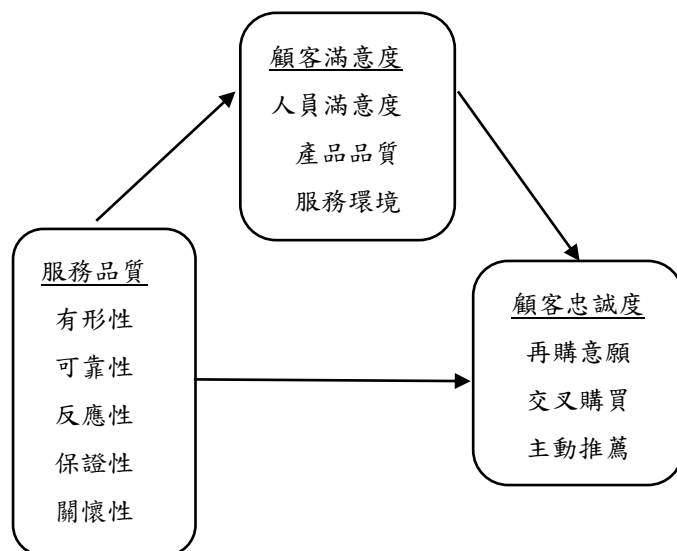 顧客滿意度
人員滿意度
產品品質
服務環境
服務品質
有形性
可靠性
反應性
保證性
關懷性
顧客忠誠度
再購意願
交叉購買
主動推薦